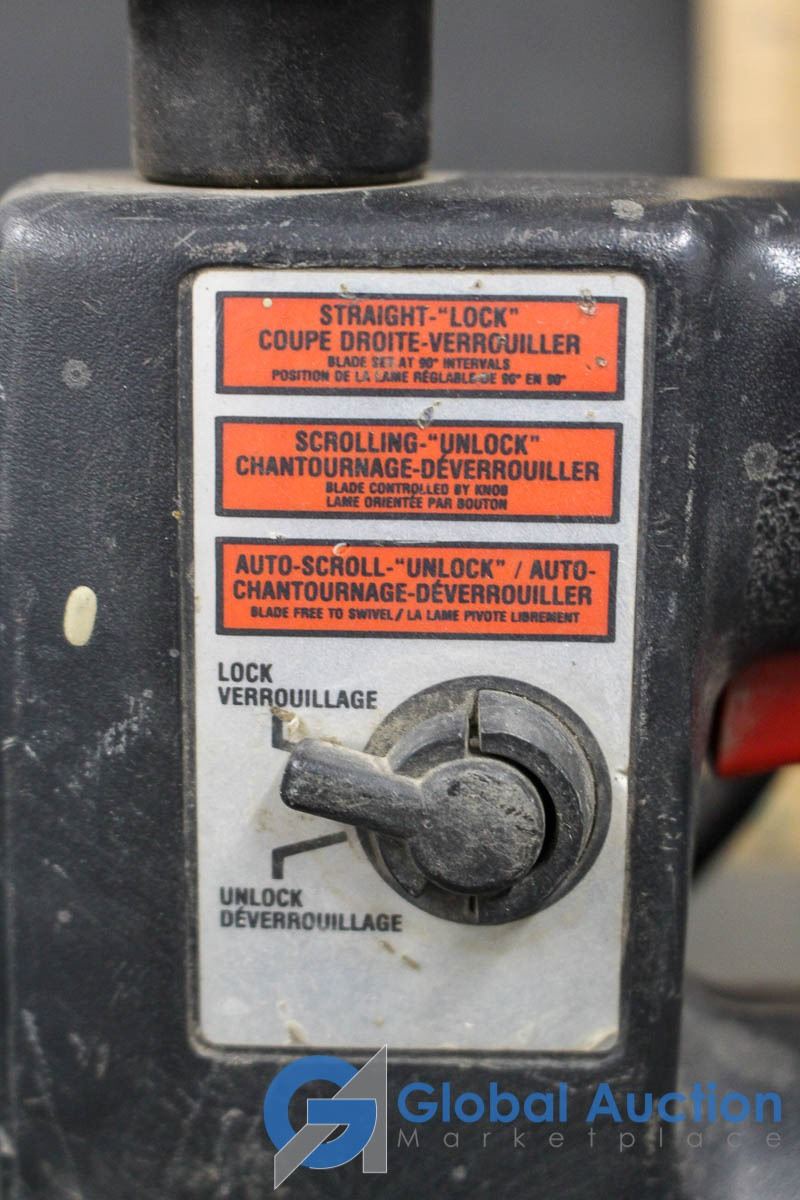 STRAIGHT-"LOCK"
COUPE DROITE-VERROUILLER
BLADE SET AT 90° INTERVALS
POSITION DE LA LAME RÉGLABLE DE 90° EN 90°
SCROLLING-"UNLOCK"
CHANTOURNAGE-DÉVERROUILLER
BLADE CONTROLLED BY KNOB
LAME ORIENTÉE PAR BOUTON
AUTO-SCROLL-"UNLOCK" / AUTO-
CHANTOURNAGE-DÉVERROUILLER
BLADE FREE TO SWIVEL / LA LAME PIVOTE LIBREMENT
LOCK
VERROUILLAGE
UNLOCK
DÉVERROUILLAGE
Global Auction
Marketplace